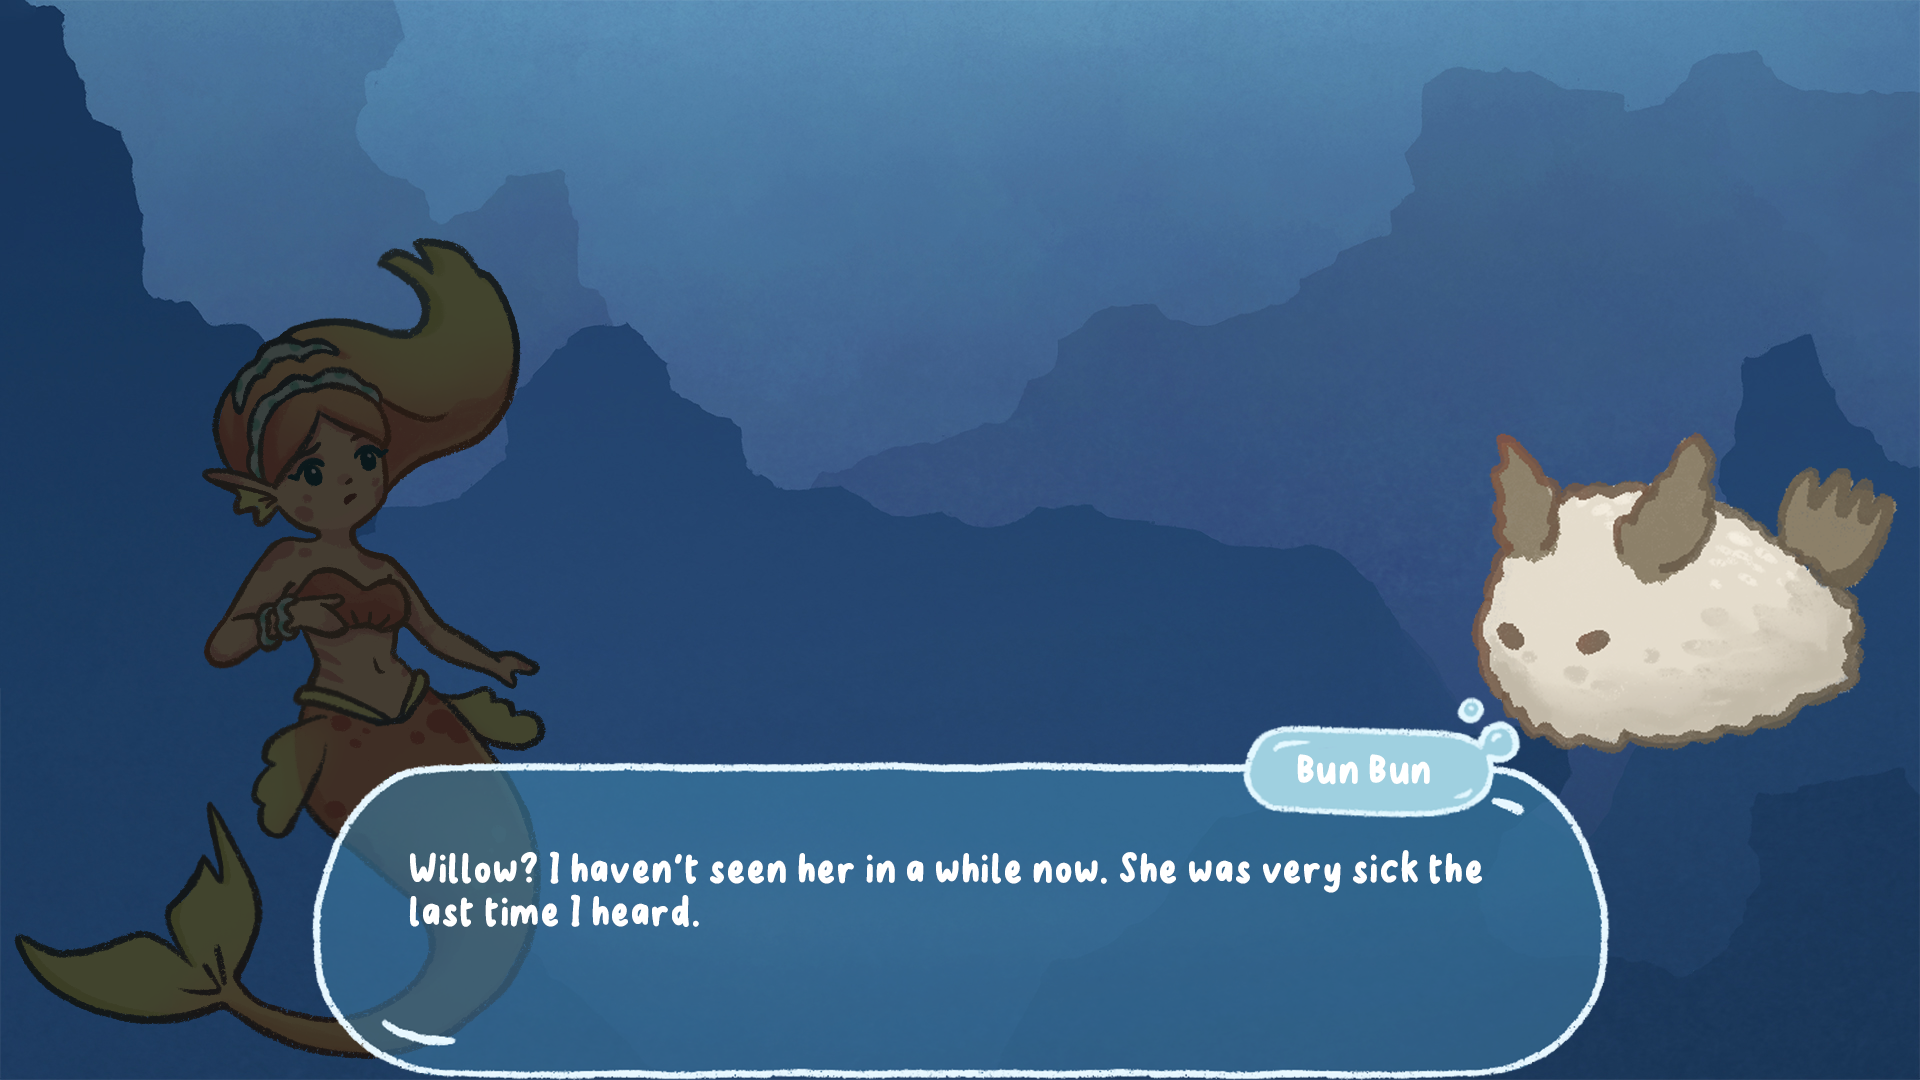 Bun Bun
Willow? I haven't seen her in a while now. She was very sick the
last time I heard.